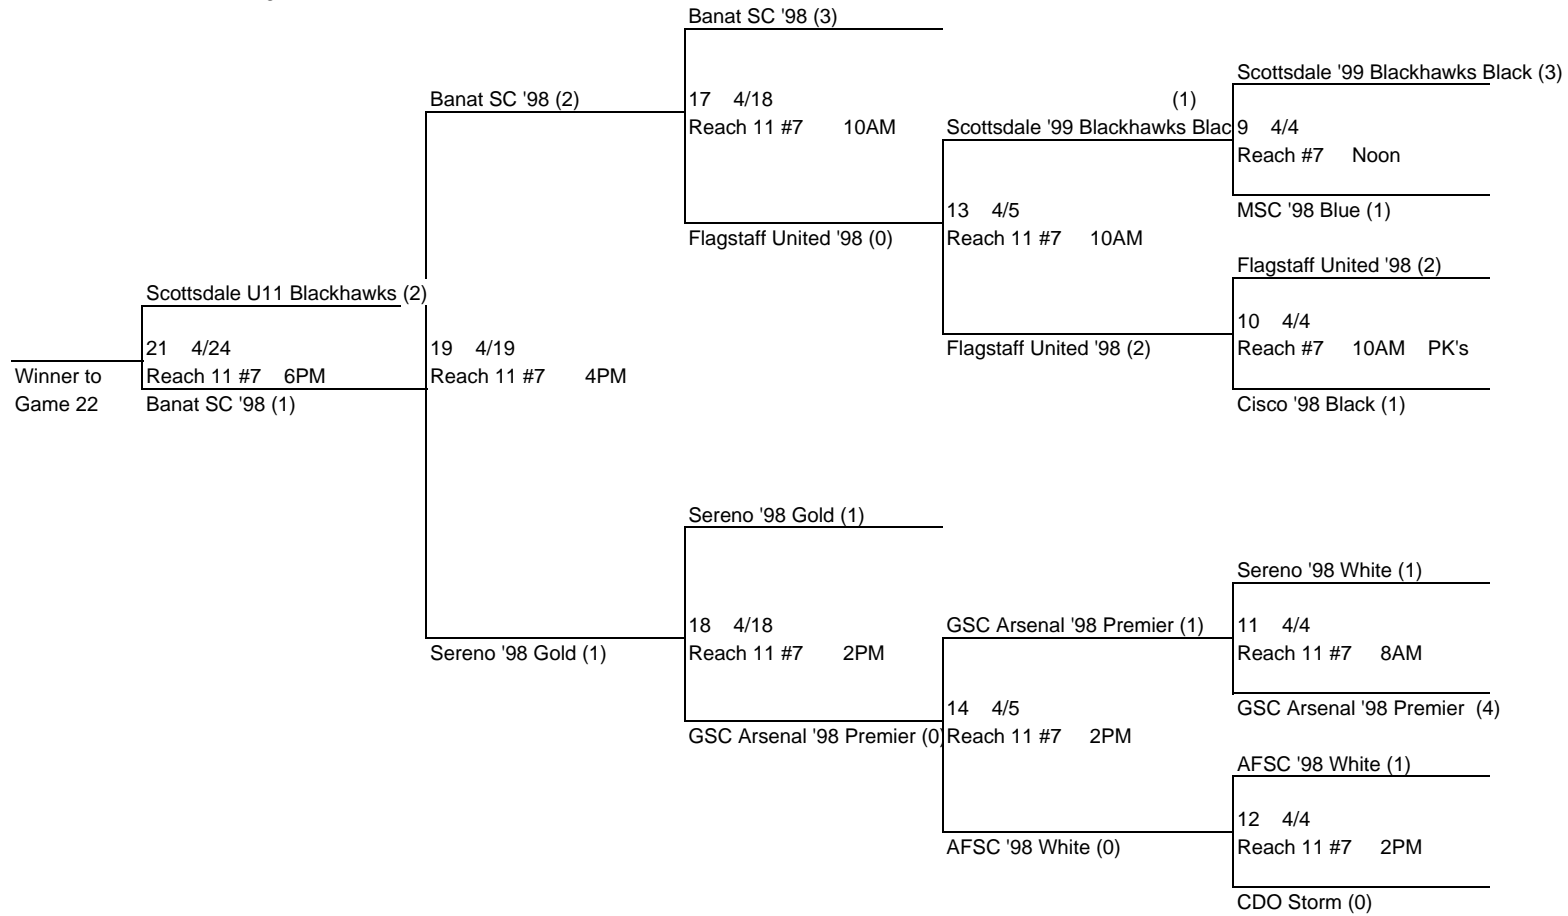 Banat SC '98 (3)
Scottsdale '99 Blackhawks Black (3)
Banat SC '98 (2)
17 4/18
(1)
Reach 11 #7 10AM
Scottsdale '99 Blackhawks Blac
9 4/4
Reach #7 Noon
13 4/5
MSC '98 Blue (1)
Flagstaff United '98 (0)
Reach 11 #7 10AM
Flagstaff United '98 (2)
Scottsdale U11 Blackhawks (2)
10 4/4
21 4/24
19 4/19
Flagstaff United '98 (2)
Reach #7 10AM PK's
Winner to
Reach 11 #7 6PM
Reach 11 #7 4PM
Game 22
Banat SC '98 (1)
Cisco '98 Black (1)
Sereno '98 Gold (1)
Sereno '98 White (1)
18 4/18
GSC Arsenal '98 Premier (1)
11 4/4
Sereno '98 Gold (1)
Reach 11 #7 2PM
Reach 11 #7 8AM
14 4/5
GSC Arsenal '98 Premier (4)
GSC Arsenal '98 Premier (0)
Reach 11 #7 2PM
AFSC '98 White (1)
12 4/4
AFSC '98 White (0)
Reach 11 #7 2PM
CDO Storm (0)